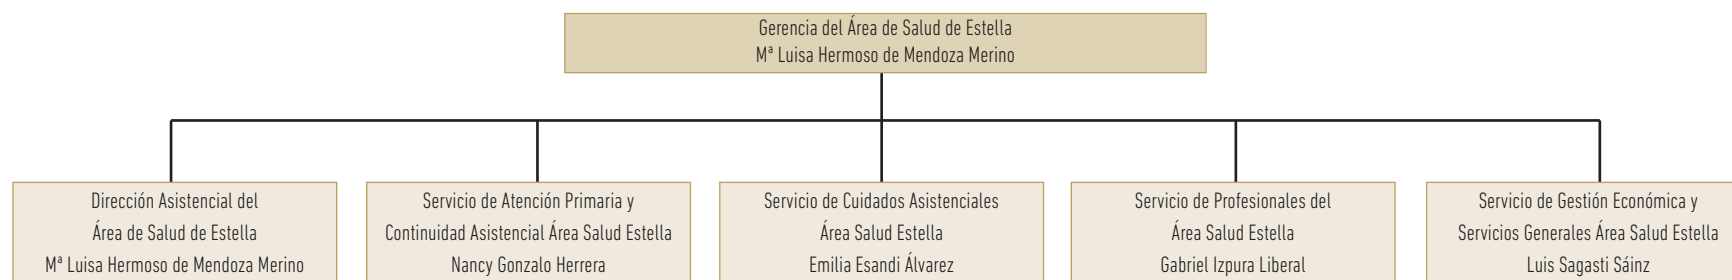 Gerencia del Área de Salud de Estella
Mª Luisa Hermoso de Mendoza Merino
Dirección Asistencial del
Área de Salud de Estella
Mª Luisa Hermoso de Mendoza Merino
Servicio de Atención Primaria y
Continuidad Asistencial Área Salud Estella
Nancy Gonzalo Herrera
Servicio de Cuidados Asistenciales
Área Salud Estella
Emilia Esandi Álvarez
Servicio de Profesionales del
Área Salud Estella
Gabriel Izpura Liberal
Servicio de Gestión Económica y
Servicios Generales Área Salud Estella
Luis Sagasti Sáinz